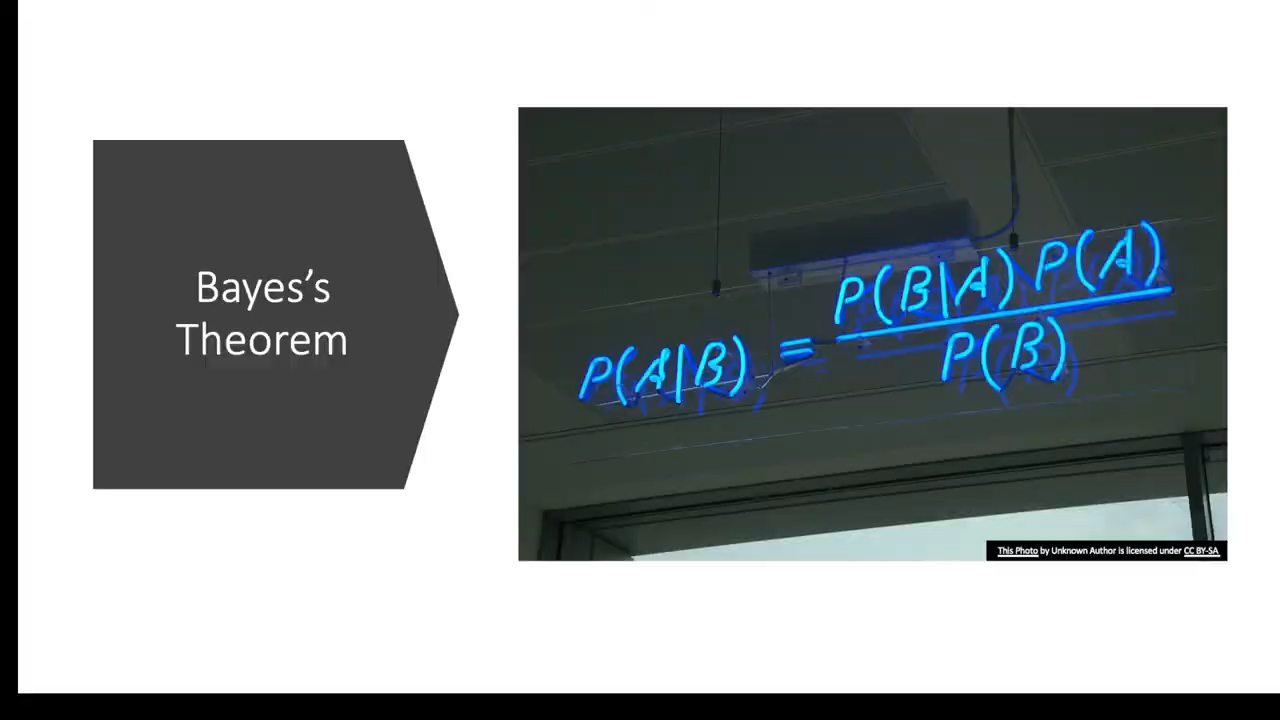 Bayes’s
Theorem
P(A|B) = P(B|A) P(A)
P(B)
This Photo by Unknown Author is licensed under CC BY-SA